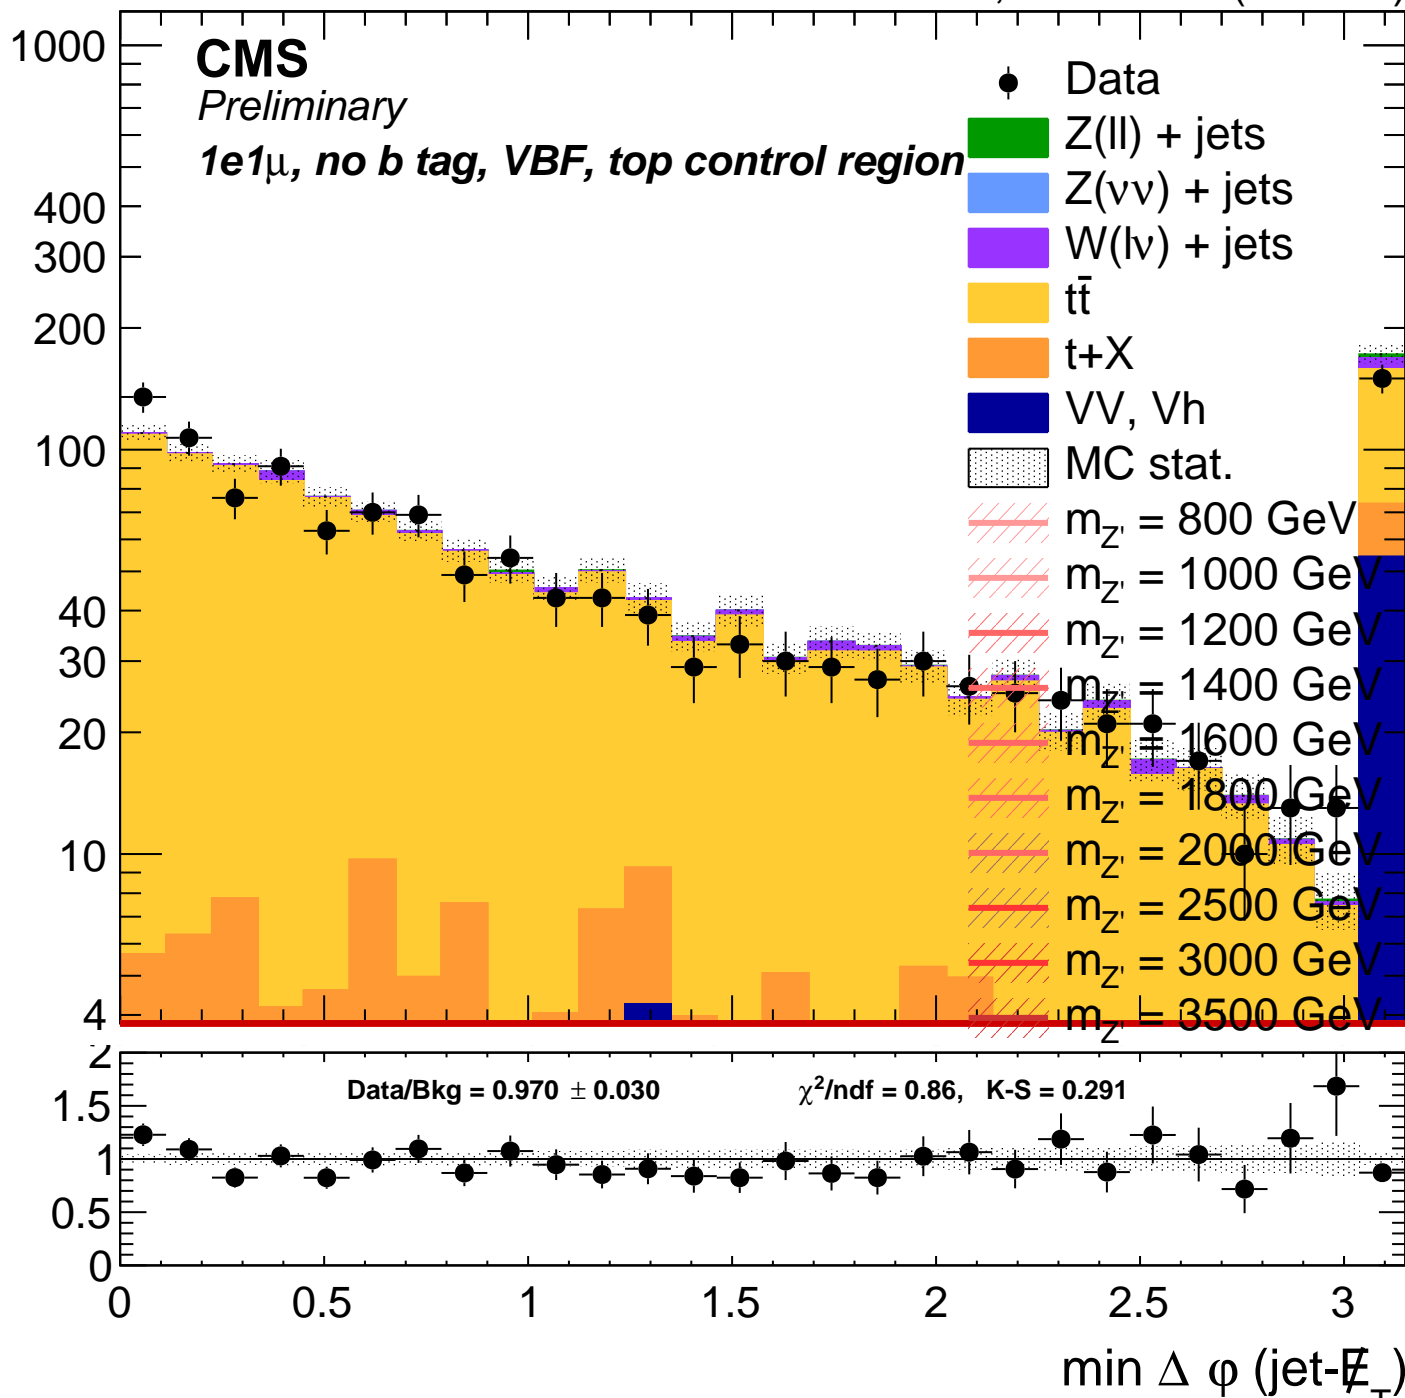 CMS
Preliminary
1e1μ, no b tag, VBF, top control region
Data
Z(ll) + jets
Z(νν) + jets
W(lν) + jets
tt̄
t+X
VV, Vh
MC stat.
m_Z' = 800 GeV
m_Z' = 1000 GeV
m_Z' = 1200 GeV
m_Z' = 1400 GeV
m_Z' = 1600 GeV
m_Z' = 1800 GeV
m_Z' = 2000 GeV
m_Z' = 2500 GeV
m_Z' = 3000 GeV
m_Z' = 3500 GeV
1000
400
300
200
100
40
30
20
10
4
2
1.5
1
0.5
0
Data/Bkg = 0.970 ± 0.030
χ²/ndf = 0.86, K-S = 0.291
0 0.5 1 1.5 2 2.5 3
min Δ φ (jet-E̸_T)